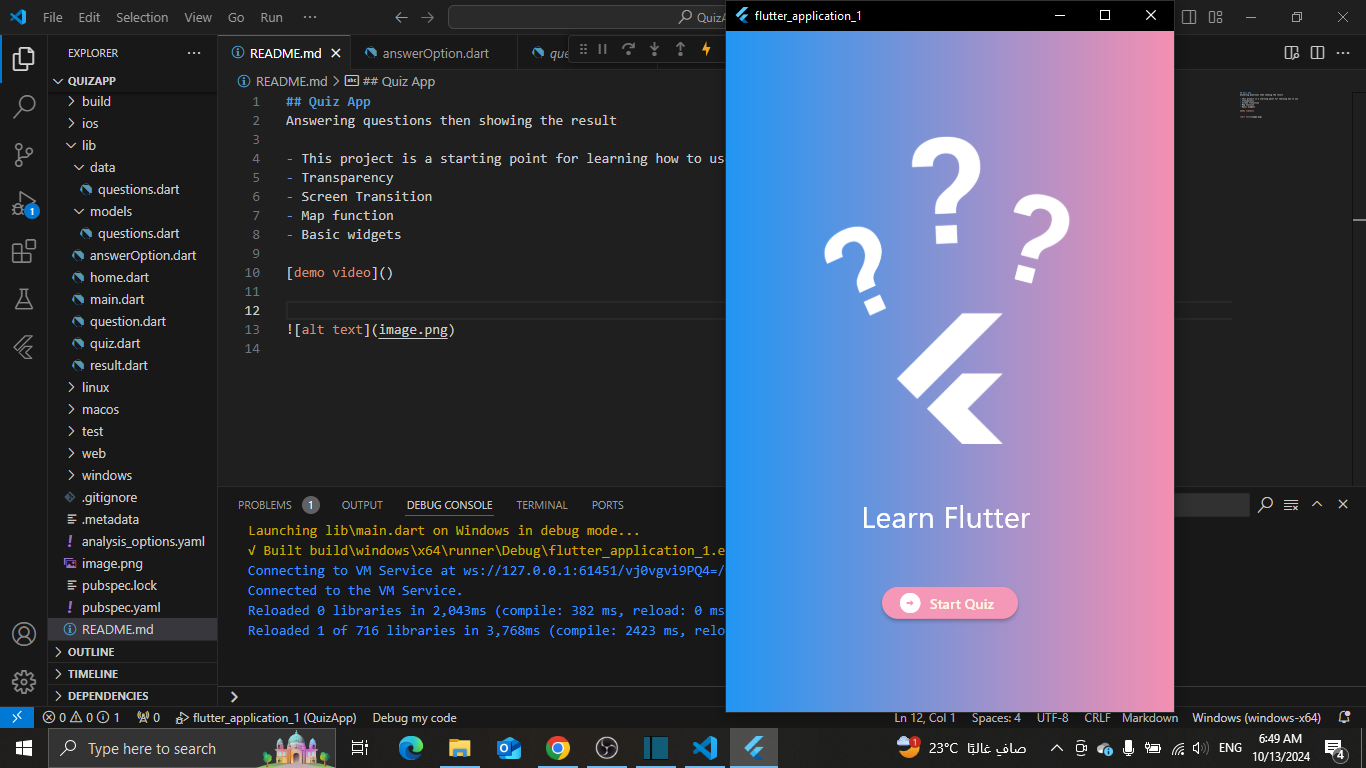 File Edit Selection View Go Run ···
QuizA
flutter_application_1
EXPLORER
QUIZAPP
build
ios
lib
data
questions.dart
models
questions.dart
answerOption.dart
home.dart
main.dart
question.dart
quiz.dart
result.dart
linux
macos
test
web
windows
.gitignore
.metadata
analysis_options.yaml
image.png
pubspec.lock
pubspec.yaml
README.md
OUTLINE
TIMELINE
DEPENDENCIES
1
README.md
answerOption.dart
que
README.md > ## Quiz App
1 ## Quiz App
2 Answering questions then showing the result
3
4 - This project is a starting point for learning how to us
5 - Transparency
6 - Screen Transition
7 - Map function
8 - Basic widgets
9
10 [demo video]()
11
12
13 ![alt text](image.png)
14
PROBLEMS 1 OUTPUT DEBUG CONSOLE TERMINAL PORTS
Launching lib\main.dart on Windows in debug mode...
√ Built build\windows\x64\runner\Debug\flutter_application_1.e
Connecting to VM Service at ws://127.0.0.1:61451/vj0vgvi9PQ4=/
Connected to the VM Service.
Reloaded 0 libraries in 2,043ms (compile: 382 ms, reload: 0 ms
Reloaded 1 of 716 libraries in 3,768ms (compile: 2423 ms, relo
? ? ?
Learn Flutter
Start Quiz
0 0 1 0 flutter_application_1 (QuizApp) Debug my code
Ln 12, Col 1 Spaces: 4 UTF-8 CRLF Markdown Windows (windows-x64)
Type here to search
1 23°C صافٍ غالبًا ENG
6:49 AM
10/13/2024
4